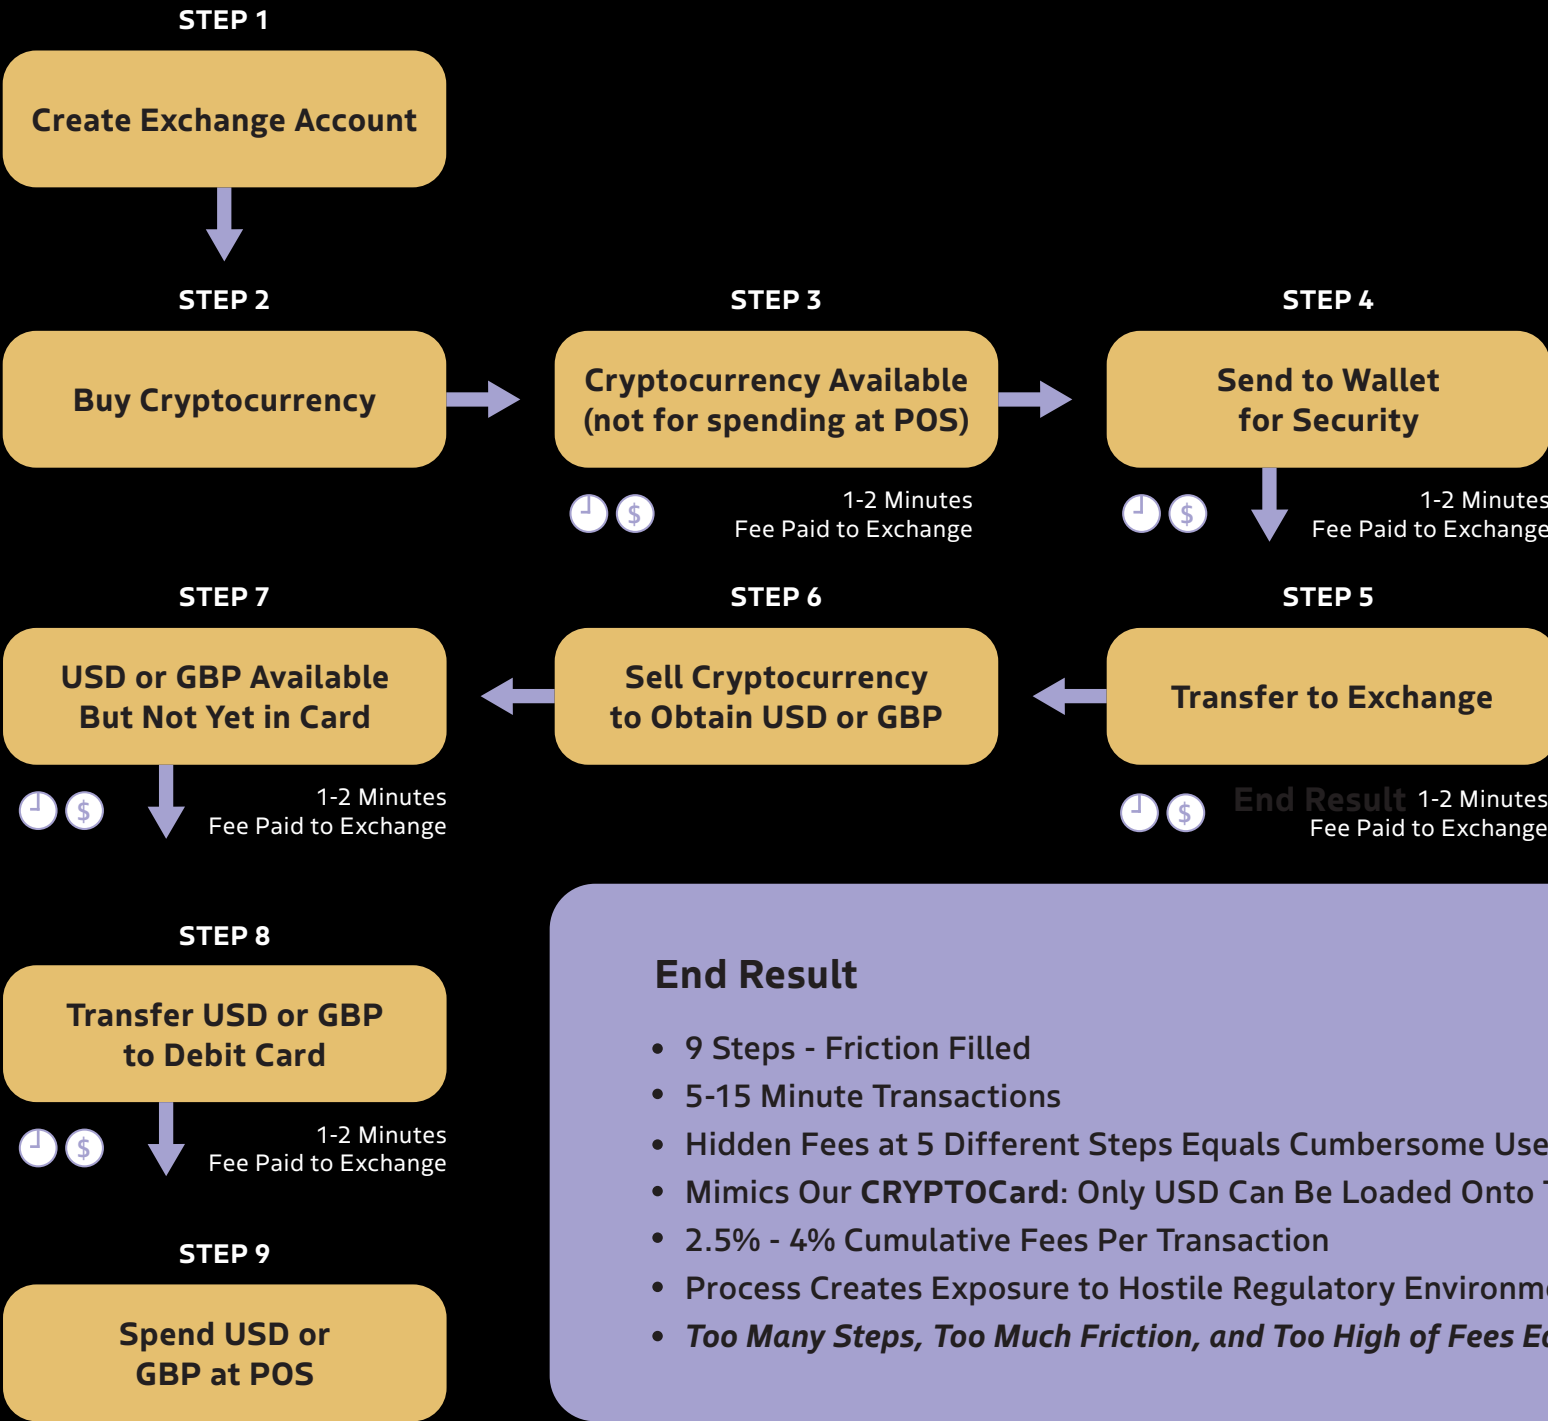 STEP 1
Create Exchange Account
STEP 2
Buy Cryptocurrency
STEP 3
Cryptocurrency Available
(not for spending at POS)
1-2 Minutes
Fee Paid to Exchange
STEP 4
Send to Wallet
for Security
1-2 Minutes
Fee Paid to Exchange
STEP 5
Transfer to Exchange
End Result
1-2 Minutes
Fee Paid to Exchange
STEP 6
Sell Cryptocurrency
to Obtain USD or GBP
STEP 7
USD or GBP Available
But Not Yet in Card
1-2 Minutes
Fee Paid to Exchange
STEP 8
Transfer USD or GBP
to Debit Card
1-2 Minutes
Fee Paid to Exchange
STEP 9
Spend USD or
GBP at POS
End Result
• 9 Steps - Friction Filled
• 5-15 Minute Transactions
• Hidden Fees at 5 Different Steps Equals Cumbersome Use
• Mimics Our CRYPTOCard: Only USD Can Be Loaded Onto
• 2.5% - 4% Cumulative Fees Per Transaction
• Process Creates Exposure to Hostile Regulatory
• Too Many Steps, Too Much Friction, and Too High of Fees